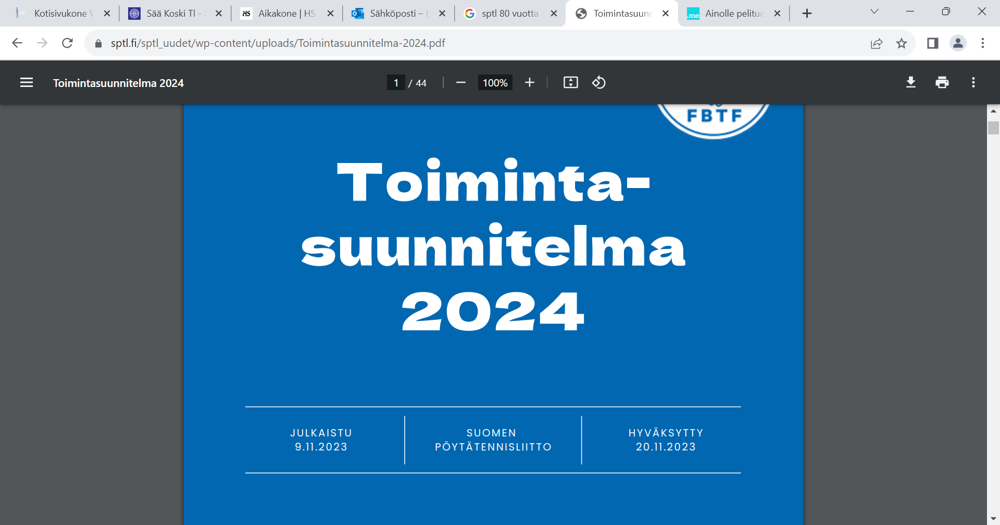 Kotisivukone
Sää Koski Tl -
HS Aikakone | HS.
Sähköposti –
sptl 80 vuotta
Toimintasuunn
.me Ainolle pelituo
sptl.fi/sptl_uudet/wp-content/uploads/Toimintasuunnitelma-2024.pdf
Toimintasuunnitelma 2024
1 / 44
100%
FBTF
Toiminta-
suunnitelma
2024
JULKAISTU
9.11.2023
SUOMEN
PÖYTÄTENNISLIITTO
HYVÄKSYTTY
20.11.2023